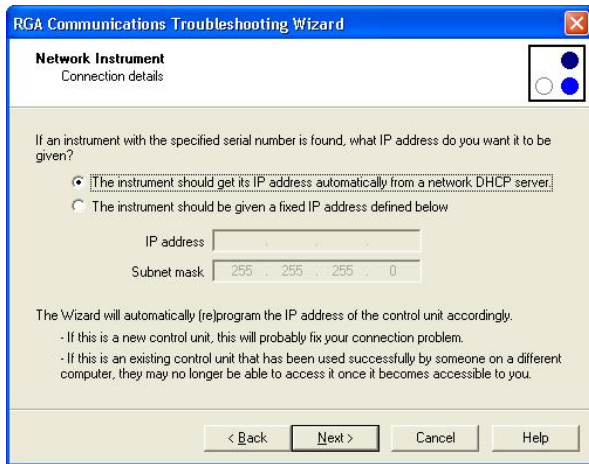 RGA Communications Troubleshooting Wizard
Network Instrument
Connection details
If an instrument with the specified serial number is found, what IP address do you want it to be
given?
The instrument should get its IP address automatically from a network DHCP server.
The instrument should be given a fixed IP address defined below
IP address . . .
Subnet mask 255 . 255 . 255 . 0
The Wizard will automatically (re)program the IP address of the control unit accordingly.
- If this is a new control unit, this will probably fix your connection problem.
- If this is an existing control unit that has been used successfully by someone on a different
computer, they may no longer be able to access it once it becomes accessible to you.
< Back Next > Cancel Help